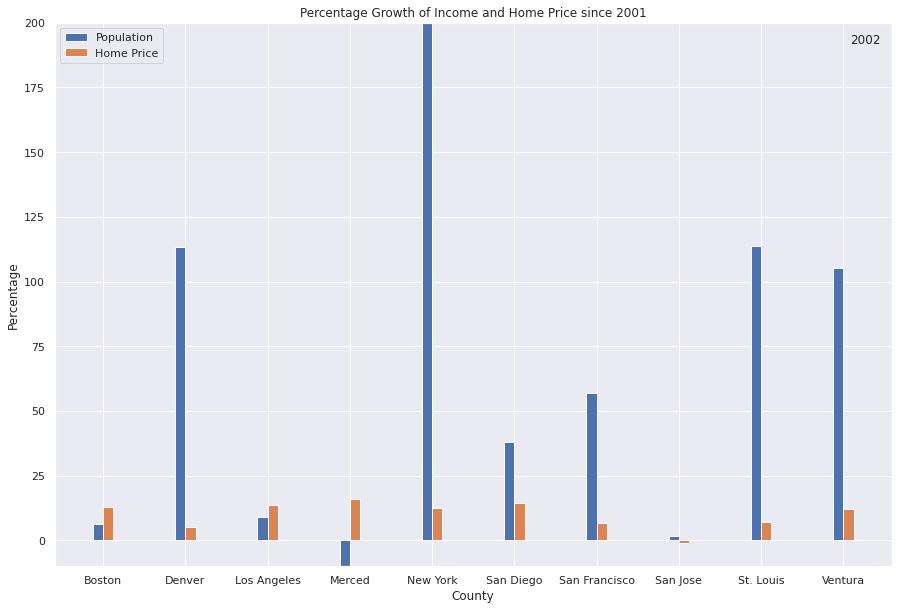 Percentage Growth of Income and Home Price since 2001
Population
Home Price
2002
Percentage
200
175
150
125
100
75
50
25
0
Boston
Denver
Los Angeles
Merced
New York
San Diego
San Francisco
San Jose
St. Louis
Ventura
County